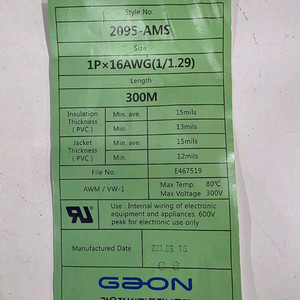 Style No.
2095-AMS
Size
1P×16AWG(1/1.29)
Length
300M
Insulation Thickness ( PVC ) Min. ave. 15mils
Min. 13mils
Jacket Thickness ( PVC ) Min. ave. 15mils
Min. 12mils
File No. E467519
AWM / VW-1 Max Temp. 80℃
Max Voltage 300V
Use : Internal wiring of electronic
equipment and appliances. 600V
peak for electronic use only
Manufactured Date
GAON